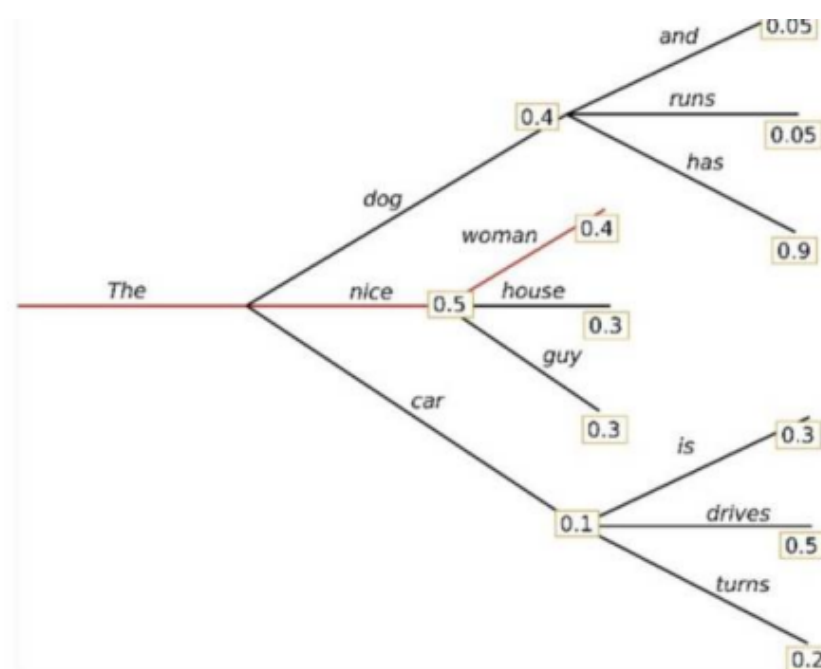 and
0.05
0.4
runs
0.05
has
0.9
dog
woman
0.4
The
nice
0.5
house
0.3
guy
0.3
car
is
0.3
0.1
drives
0.5
turns
0.2